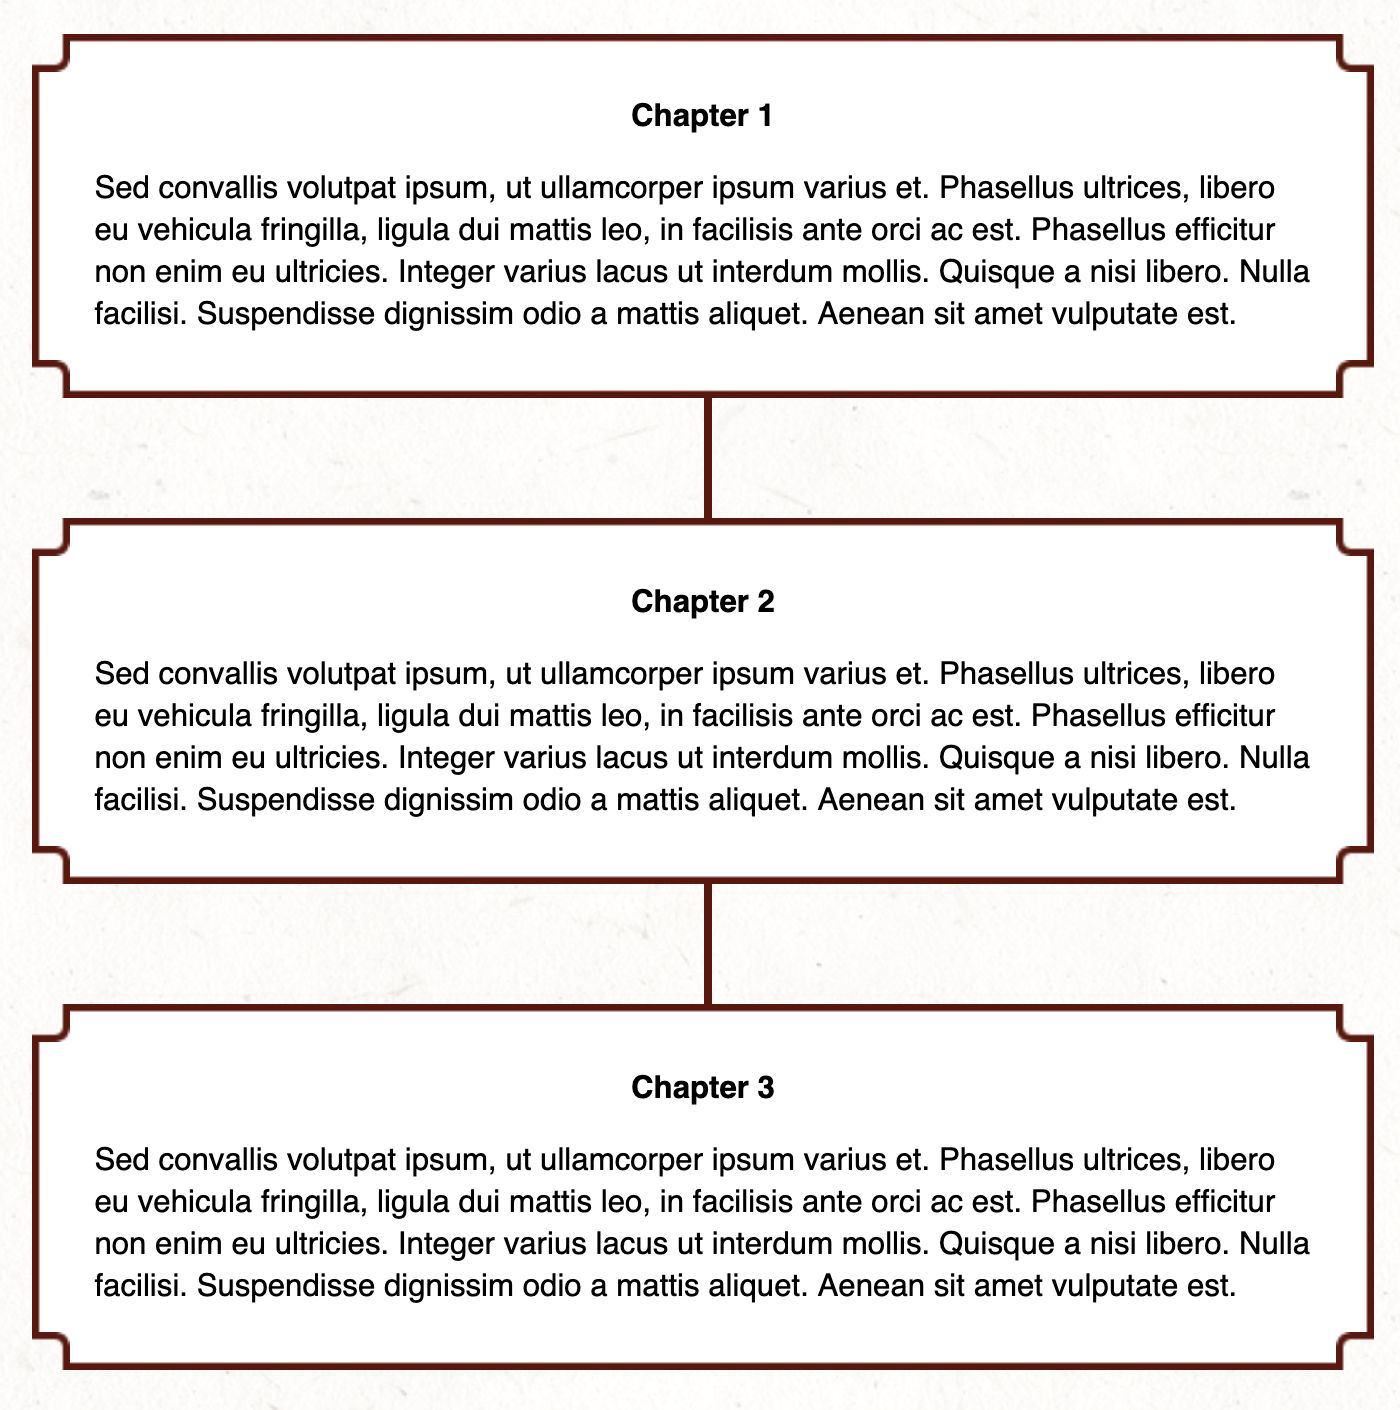 Chapter 1
Sed convallis volutpat ipsum, ut ullamcorper ipsum varius et. Phasellus ultrices, libero
eu vehicula fringilla, ligula dui mattis leo, in facilisis ante orci ac est. Phasellus efficitur
non enim eu ultricies. Integer varius lacus ut interdum mollis. Quisque a nisi libero. Nulla
facilisi. Suspendisse dignissim odio a mattis aliquet. Aenean sit amet vulputate est.
Chapter 2
Sed convallis volutpat ipsum, ut ullamcorper ipsum varius et. Phasellus ultrices, libero
eu vehicula fringilla, ligula dui mattis leo, in facilisis ante orci ac est. Phasellus efficitur
non enim eu ultricies. Integer varius lacus ut interdum mollis. Quisque a nisi libero. Nulla
facilisi. Suspendisse dignissim odio a mattis aliquet. Aenean sit amet vulputate est.
Chapter 3
Sed convallis volutpat ipsum, ut ullamcorper ipsum varius et. Phasellus ultrices, libero
eu vehicula fringilla, ligula dui mattis leo, in facilisis ante orci ac est. Phasellus efficitur
non enim eu ultricies. Integer varius lacus ut interdum mollis. Quisque a nisi libero. Nulla
facilisi. Suspendisse dignissim odio a mattis aliquet. Aenean sit amet vulputate est.